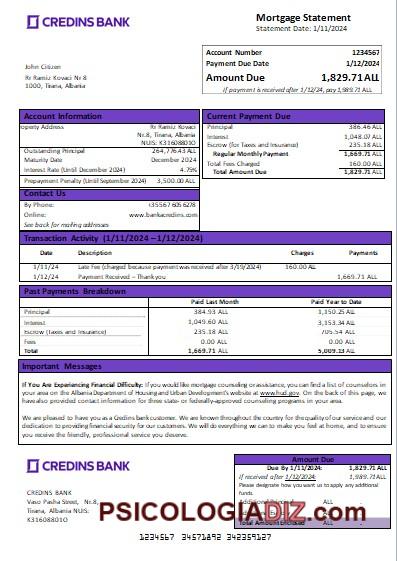 CREDINS BANK
Mortgage Statement
Statement Date: 1/11/2024
John Citizen
Rr Ramiz Kovaci Nr 8
1000, Tirana, Albania
Account Number 1234567
Payment Due Date 1/12/2024
Amount Due 1,829.71 ALL
if payment is received after 1/12/24, pay 1,989.71 ALL
Account Information
operty Address Rr Ramiz Kovaci
Nr.8, Tirana, Albania
NUIS: K31608801O
Outstanding Principal 264,776.43 ALL
Maturity Date December 2024
Interest Rate (Until December 2024) 4.75%
Prepayment Penalty (Until September 2024) 3,500.00 ALL
Contact Us
By Phone: +35567 605 6278
Online: www.bankacredins.com
See back for mailing addresses
Current Payment Due
Principal 386.46 ALL
Interest 1,048.07 ALL
Escrow (for Taxes and Insurance) 235.18 ALL
Regular Monthly Payment 1,669.71 ALL
Total Fees Charged 160.00 ALL
Total Amount Due 1,829.71 ALL
Transaction Activity (1/11/2024 – 1/12/2024)
Date Description Charges Payments
1/11/24 Late Fee (charged because payment was received after 3/19/2024) 160.00 ALL
1/12/24 Payment Received – Thank you 1,669.71 ALL
Past Payments Breakdown
Paid Last Month Paid Year to Date
Principal 384.93 ALL 1,150.25 ALL
Interest 1,049.60 ALL 3,153.34 ALL
Escrow (Taxes and Insurance) 235.18 ALL 705.54 ALL
Fees 0.00 ALL 0.00 ALL
Total 1,669.71 ALL 5,009.13 ALL
Important Messages
If You Are Experiencing Financial Difficulty: If you would like mortgage counseling or assistance, you can find a list of counselors in
your area on the Albania Department of Housing and Urban Development's website at www.hud.gov. On the back of this page, we
have also provided contact information for three state- or federally-approved counseling programs in your area.
We are pleased to have you as the Credins bank customer. We are known throughout the country for the quality of our service and our
dedication to providing financial security for our customers. We will do everything we can to make you feel at home, and to ensure
you receive the friendly, professional service you deserve.
CREDINS BANK
CREDINS BANK
Vaso Pasha Street, Nr.8,
Tirana, Albania NUIS:
K31608801O
Amount Due
Due By 1/11/2024: 1,829.71 ALL
if received after 1/12/2024: 1,989.71 ALL
Please designate how you want us to apply any additional
funds.
Additional ALL
ALL
Total Amount Enclosed ALL
PSICOLOGIADIZ.com
1234567 34571892 342359127